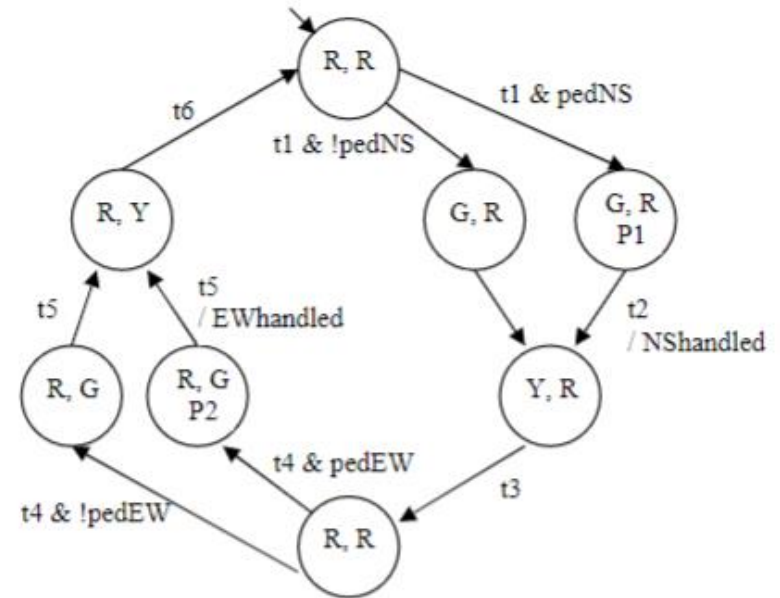 R, R
t1 & pedNS
t6
t1 & !pedNS
R, Y
G, R
G, R
P1
t5
t5
/ EWhandled
t2
/ NShandled
R, G
R, G
P2
Y, R
t4 & pedEW
t3
t4 & !pedEW
R, R